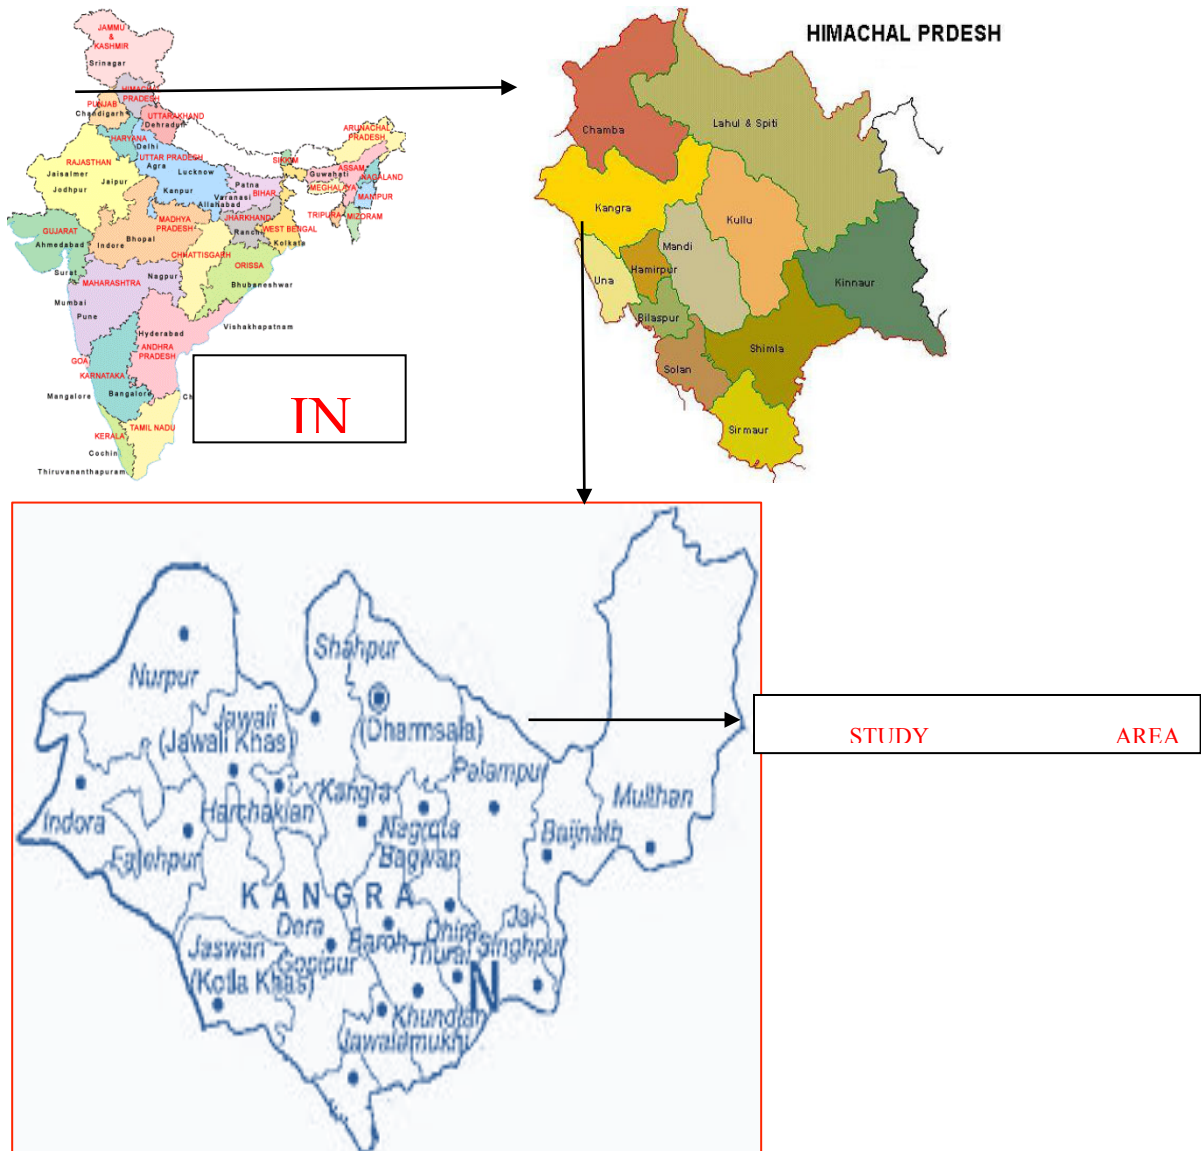 JAMMU
&
KASHMIR
Srinagar
HIMACHAL
PRADESH
PUNJAB
Chandigarh
UTTARAKHAND
Dehradun
HARYANA
Delhi
UTTAR PRADESH
Agra
Lucknow
RAJASTHAN
Jaisalmer
Jaipur
Jodhpur
Kanpur
Patna
Varanasi
BIHAR
Allahabad
SIKKIM
ARUNACHAL
PRADESH
ASSAM
Guwahati
NAGALAND
MEGHALAYA
MANIPUR
TRIPURA
MIZORAM
GUJARAT
Ahmedabad
MADHYA
PRADESH
Bhopal
Indore
JHARKHAND
Ranchi
WEST BENGAL
Kolkata
CHHATTISGARH
ORISSA
Bhubaneshwar
Surat
Nagpur
MAHARASHTRA
Mumbai
Pune
Hyderabad
Vishakhapatnam
ANDHRA
PRADESH
GOA
KARNATAKA
Mangalore
Bangalore
Ch
TAMIL NADU
KERALA
Cochin
Thiruvananthapuram
IN
HIMACHAL PRDESH
Chamba
Lahul & Spiti
Kangra
Kullu
Mandi
Hamirpur
Una
Kinnaur
Bilaspur
Shimla
Solan
Sirmaur
Shahpur
Nurpur
Jawali
(Jawali Khas)
(Dharmsala)
Palampur
Kangra
Harchakian
Multhan
Indora
Nagrota
Bagwan
Baijnath
Fatehpur
KANGRA
Dera
Gopipur
Baroh
Dhira
Thural
Jai
Singhpur
Jaswan
(Kotla Khas)
N
Khundian
Jawalamukhi
STUDY AREA